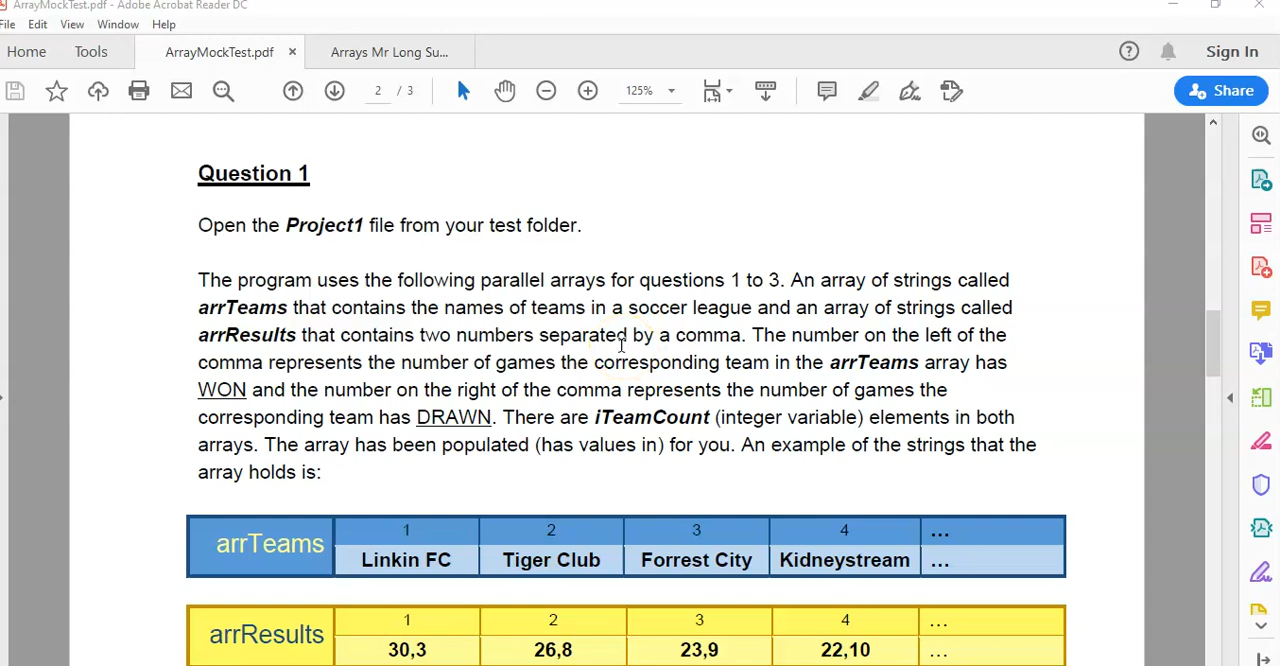 ArrayMockTest.pdf - Adobe Acrobat Reader DC
File Edit View Window Help
Home Tools ArrayMockTest.pdf × Arrays Mr Long Su... Sign In
2 / 3 125% Share
Question 1
Open the Project1 file from your test folder.
The program uses the following parallel arrays for questions 1 to 3. An array of strings called
arrTeams that contains the names of teams in a soccer league and an array of strings called
arrResults that contains two numbers separated by a comma. The number on the left of the
comma represents the number of games the corresponding team in the arrTeams array has
WON and the number on the right of the comma represents the number of games the
corresponding team has DRAWN. There are iTeamCount (integer variable) elements in both
arrays. The array has been populated (has values in) for you. An example of the strings that the
array holds is:
arrTeams 1 2 3 4 ...
Linkin FC Tiger Club Forrest City Kidneystream ...
arrResults 1 2 3 4 ...
30,3 26,8 23,9 22,10 ...